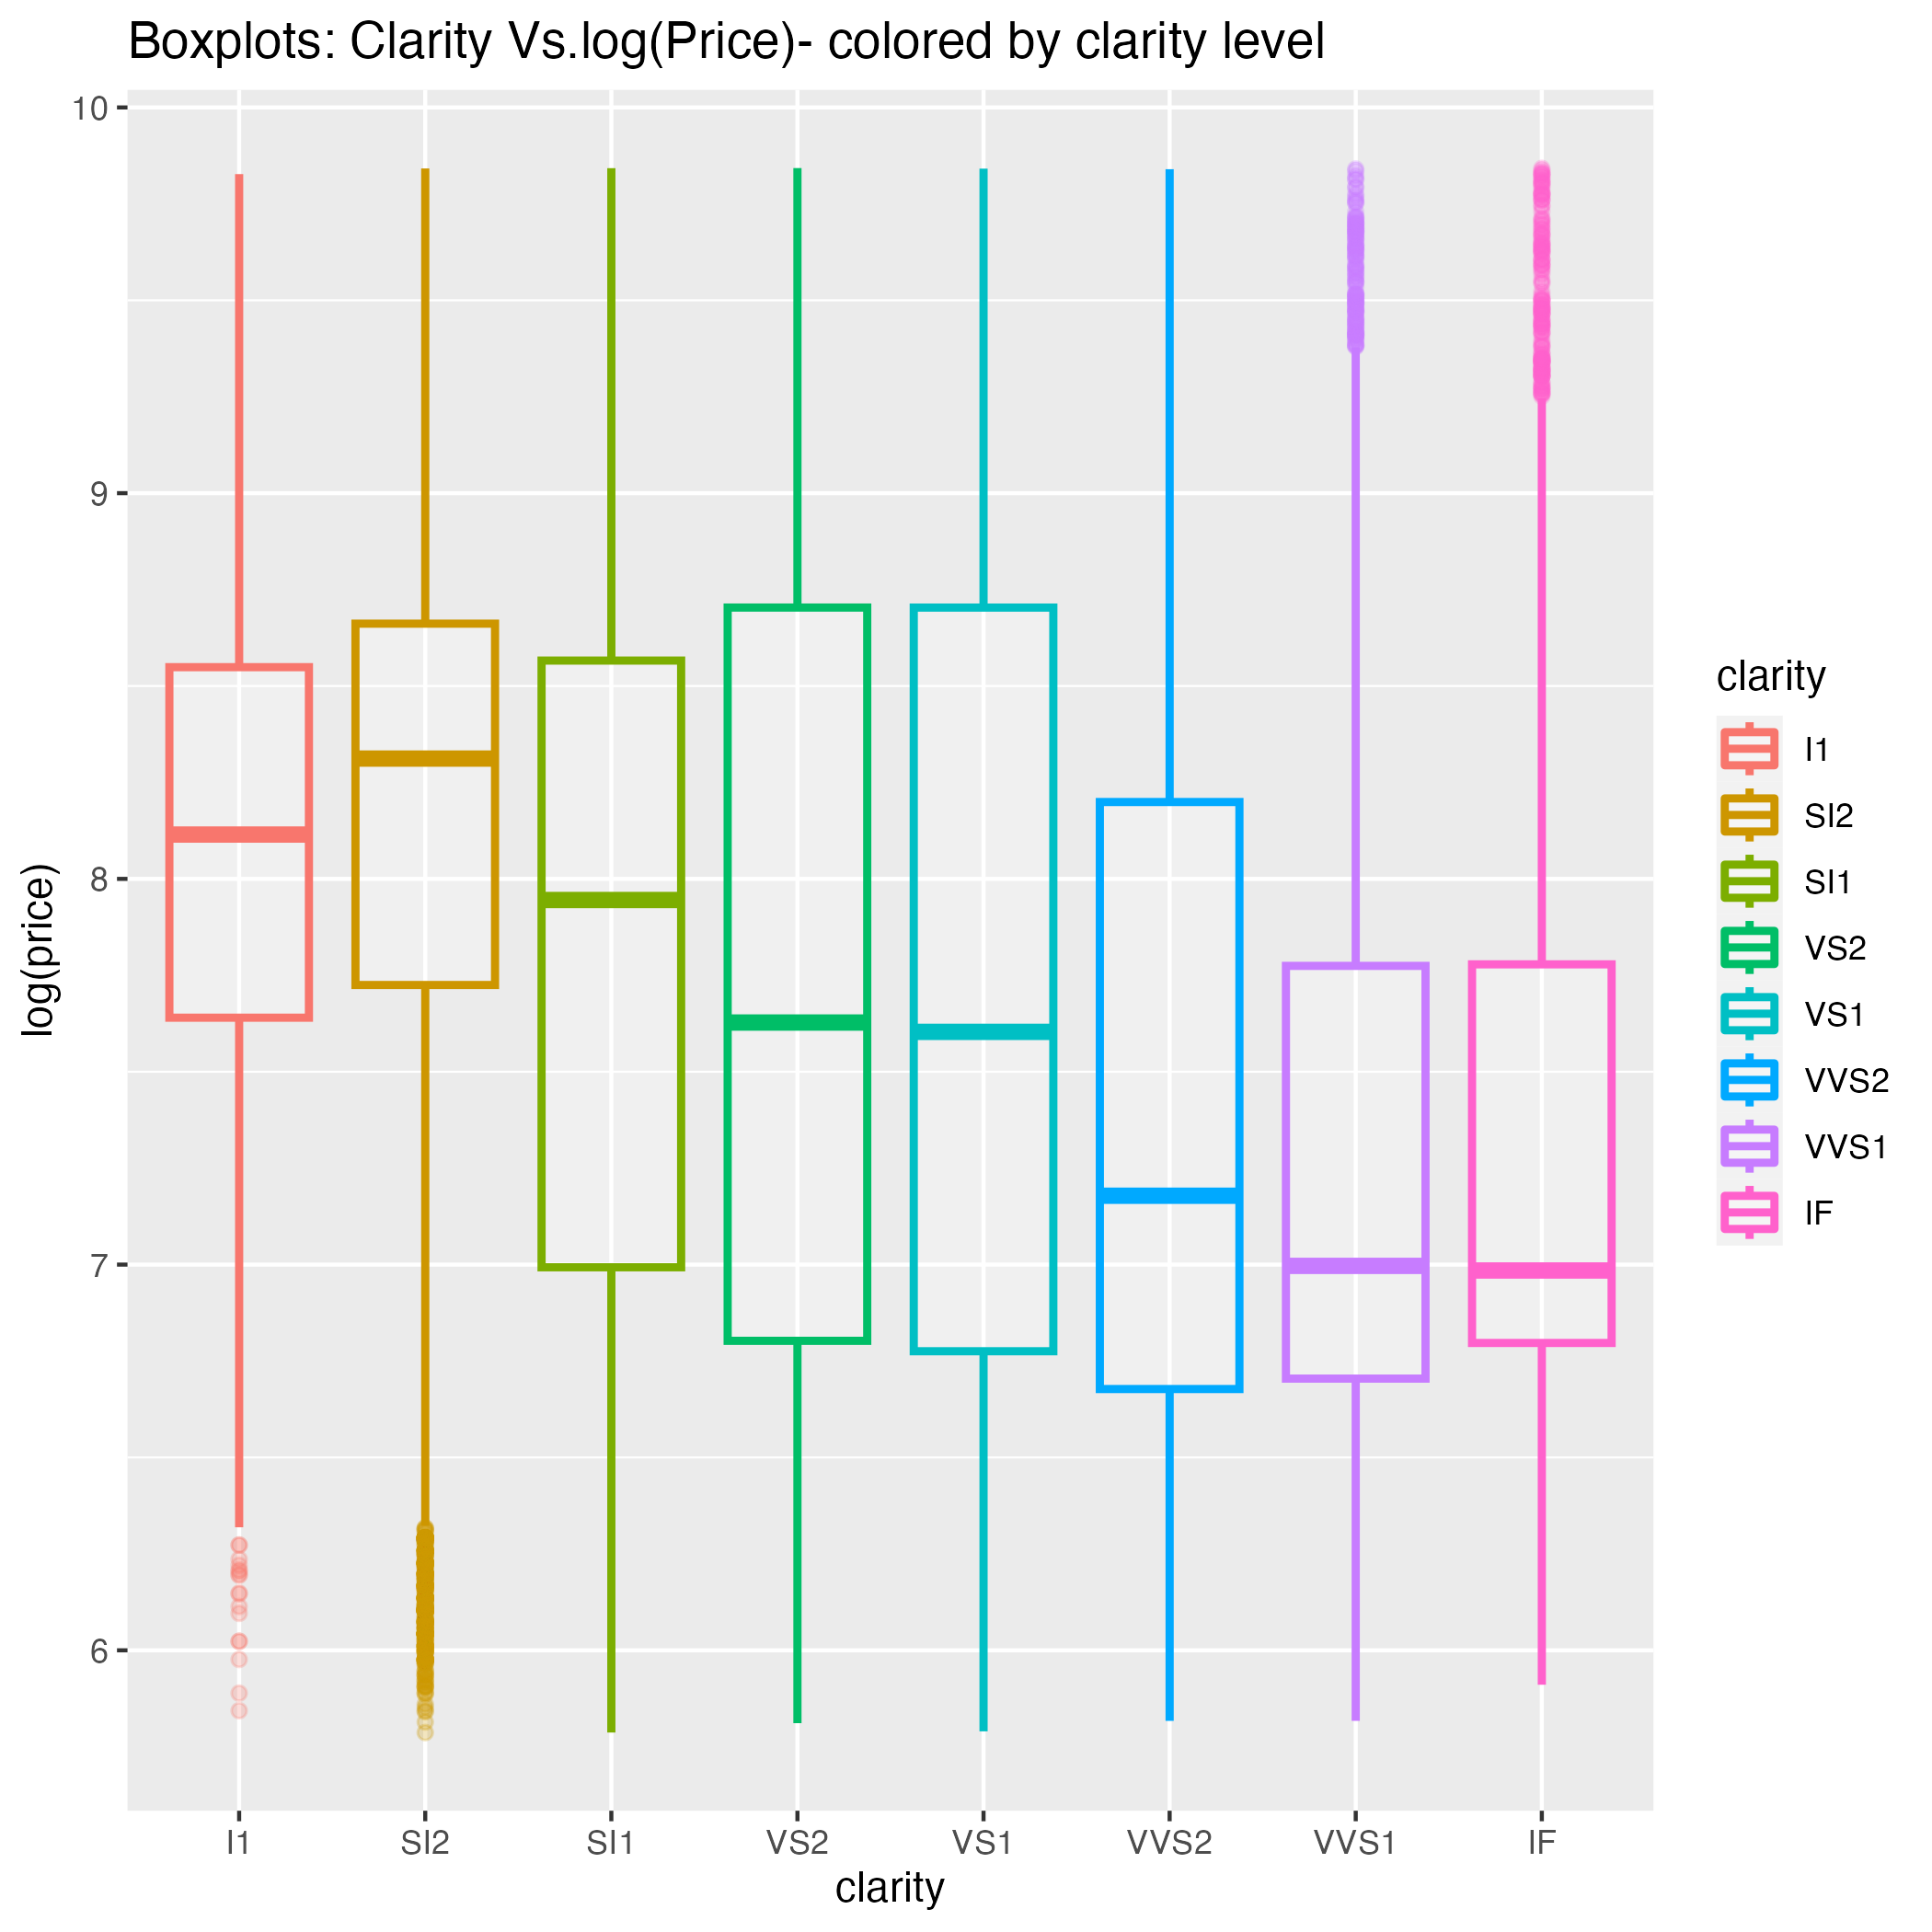 Boxplots: Clarity Vs.log(Price)- colored by clarity level
10
9
8
7
6
log(price)
I1
SI2
SI1
VS2
VS1
VVS2
VVS1
IF
clarity
clarity
I1
SI2
SI1
VS2
VS1
VVS2
VVS1
IF